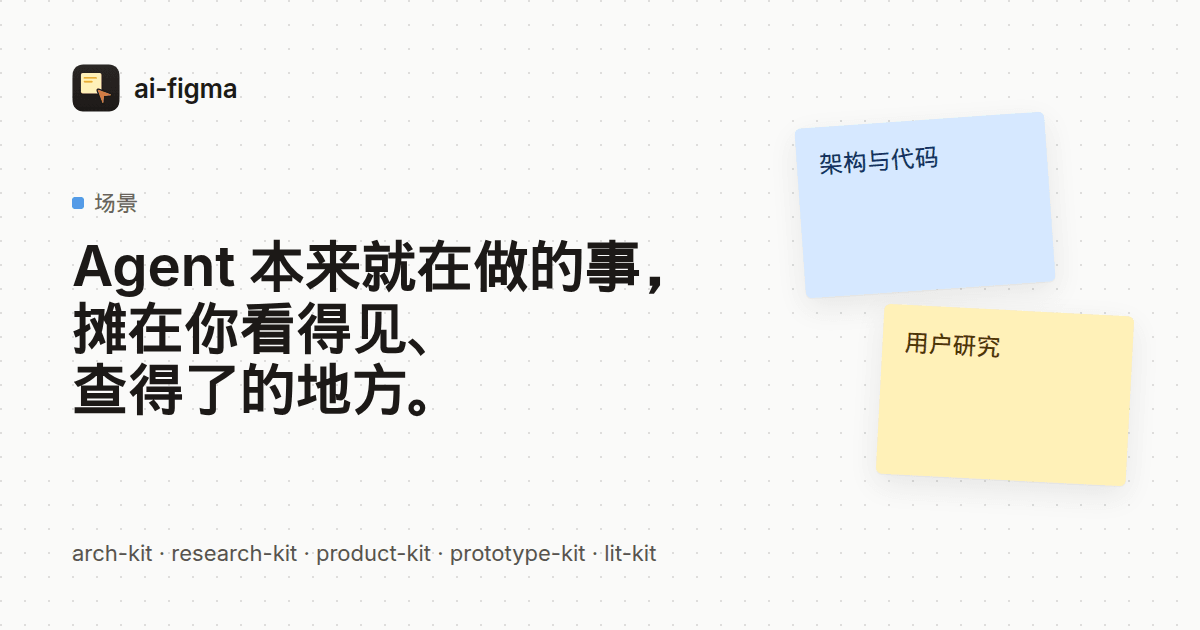 ai-figma
场景
Agent 本来就在做的事，
摊在你看得见、
查得了的地方。
arch-kit · research-kit · product-kit · prototype-kit · lit-kit
架构与代码
用户研究